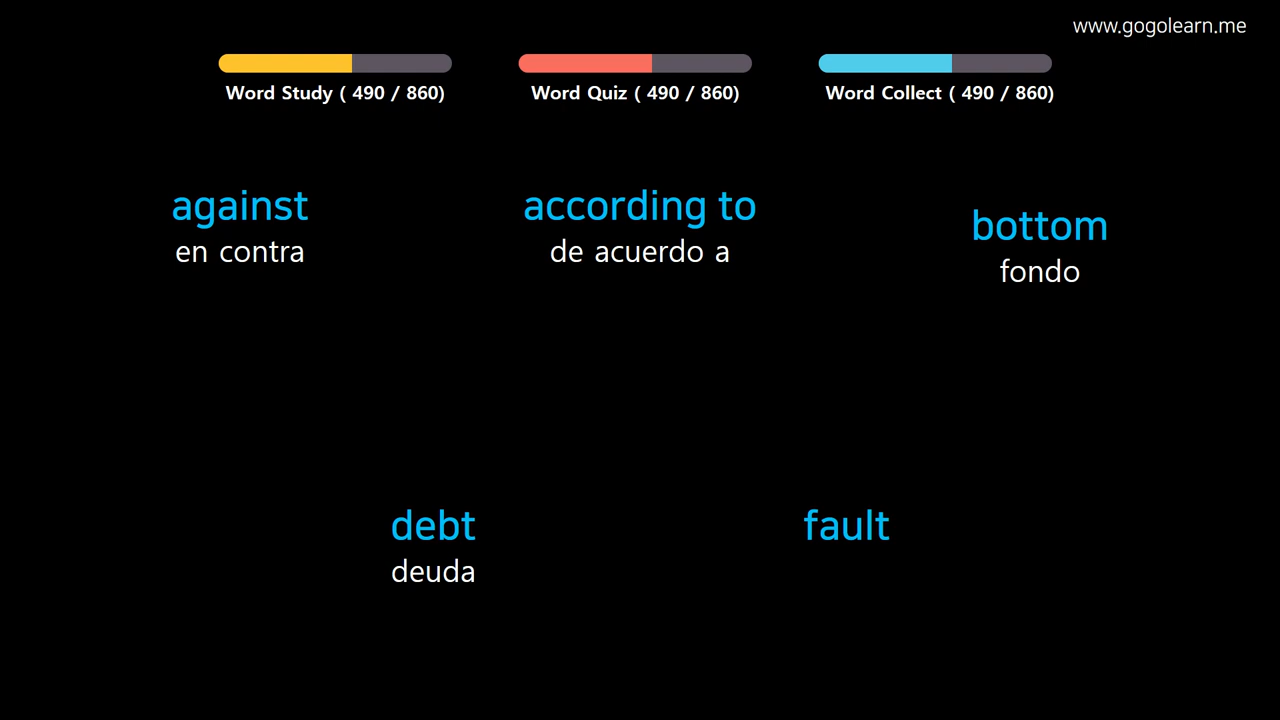 www.gogolearn.me
Word Study ( 490 / 860)
Word Quiz ( 490 / 860)
Word Collect ( 490 / 860)
against
en contra
according to
de acuerdo a
bottom
fondo
debt
deuda
fault